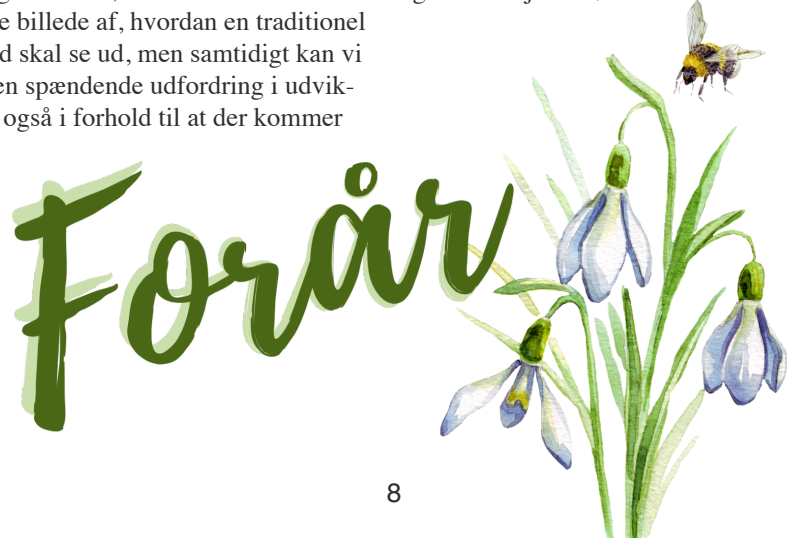 e billede af, hvordan en traditionel
d skal se ud, men samtidigt kan vi
en spændende udfordring i udvik-
også i forhold til at der kommer
Forår
8